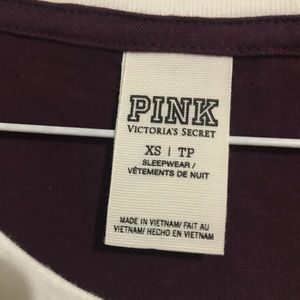 PINK
VICTORIA'S SECRET
XS | TP
SLEEPWEAR /
VÊTEMENTS DE NUIT
MADE IN VIETNAM/ FAIT AU
VIETNAM/ HECHO EN VIETNAM